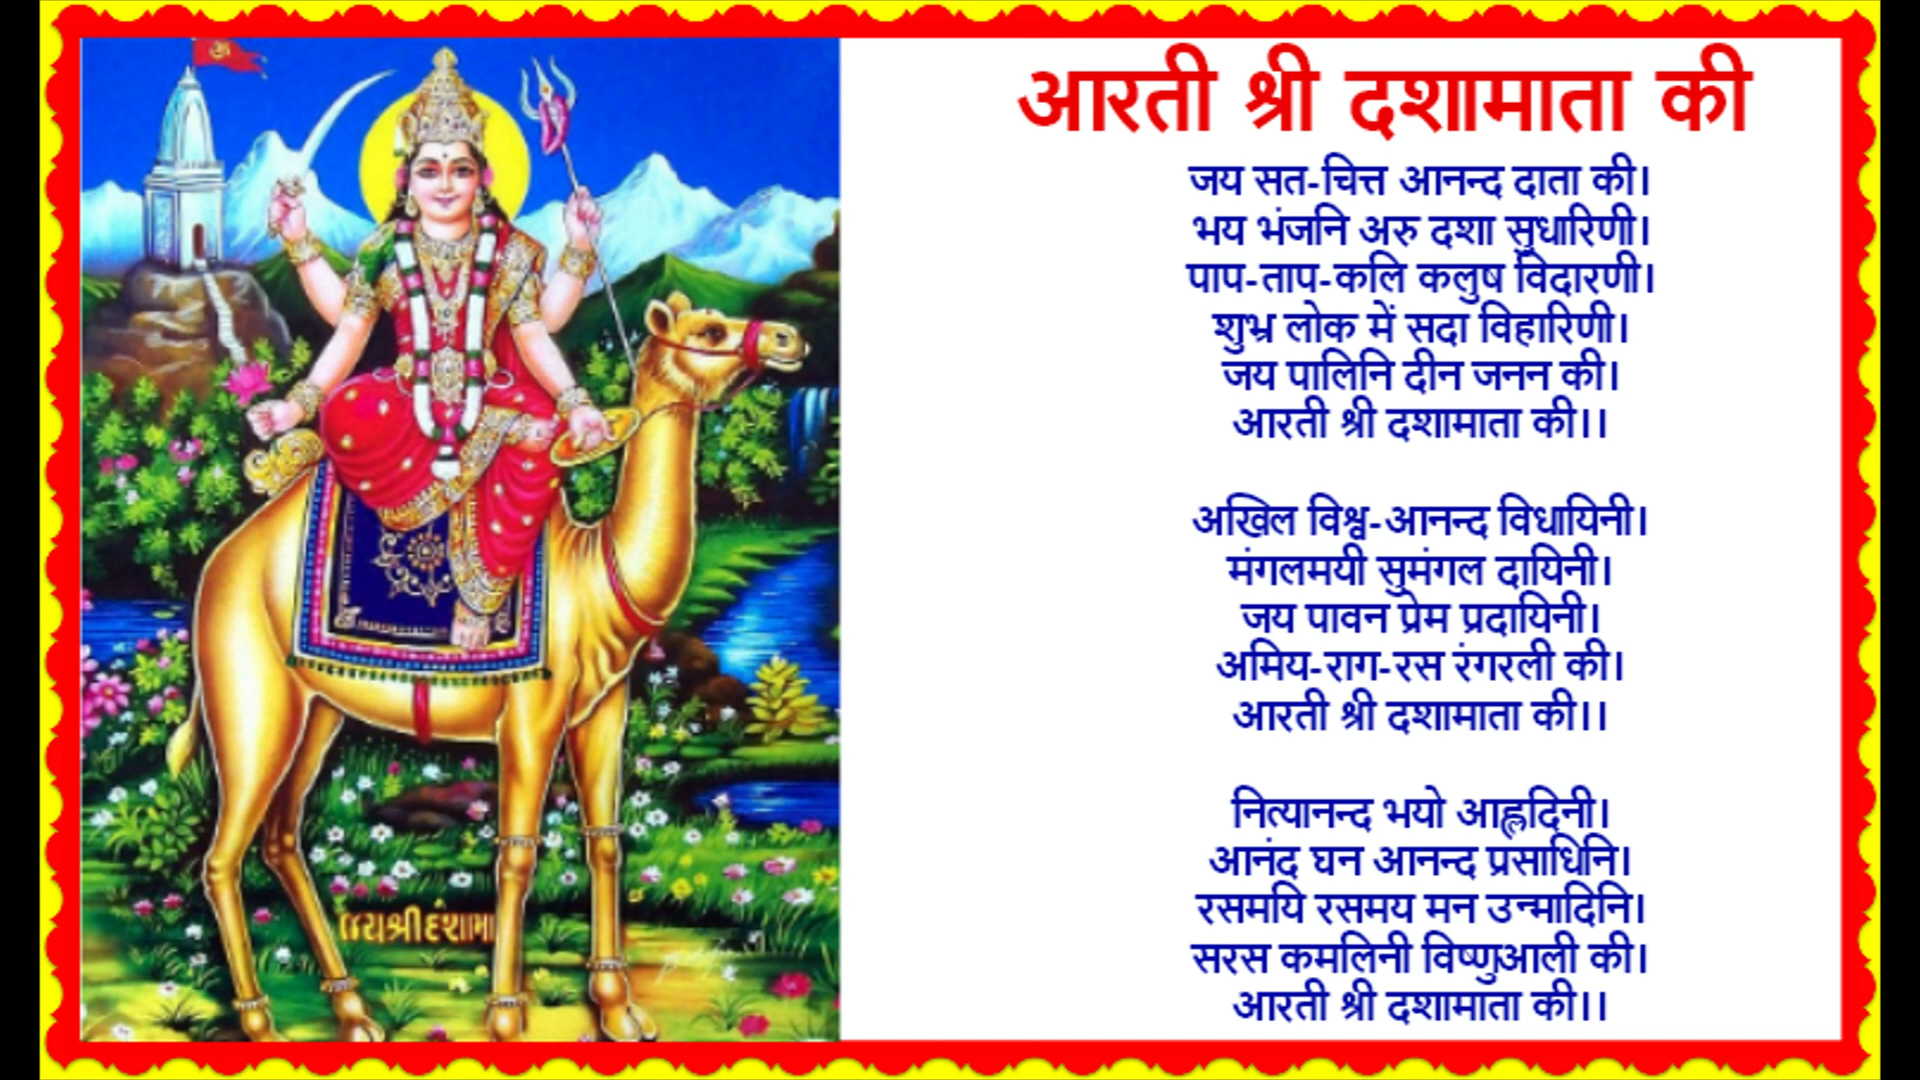 आरती श्री दशामाता की
जय सत-चित्त आनन्द दाता की।
भय भंजनि अरु दशा सुधारिणी।
पाप-ताप-कलि कलुष विदारणी।
शुभ्र लोक में सदा विहारिणी।
जय पालिनि दीन जनन की।
आरती श्री दशामाता की।।
अखिल विश्व-आनन्द विधायिनी।
मंगलमयी सुमंगल दायिनी।
जय पावन प्रेम प्रदायिनी।
अमिय-राग-रस रंगरली की।
आरती श्री दशामाता की।।
नित्यानन्द भयो आह्लदिनी।
आनंद घन आनन्द प्रसाधिनि।
रसमयि रसमय मन उन्मादिनि।
सरस कमलिनी विष्णुआली की।
आरती श्री दशामाता की।।
જયશ્રીદશામા